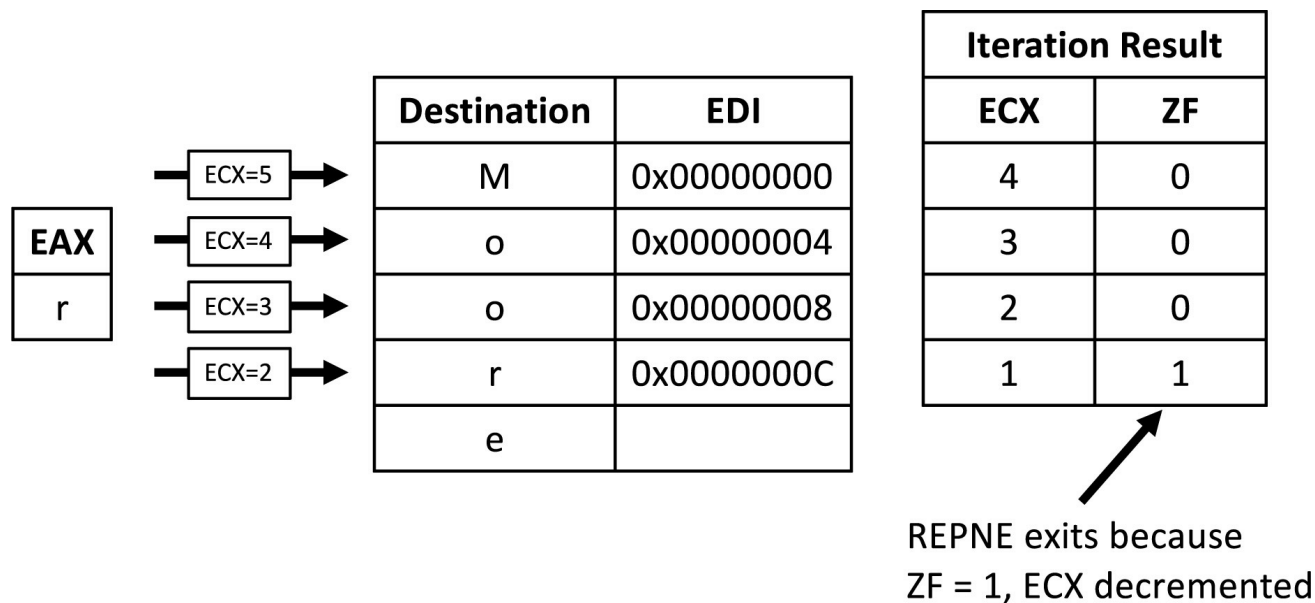 Iteration Result
Destination EDI ECX ZF
ECX=5 M 0x00000000 4 0
EAX ECX=4 o 0x00000004 3 0
r ECX=3 o 0x00000008 2 0
ECX=2 r 0x0000000C 1 1
e
REPNE exits because
ZF = 1, ECX decremented